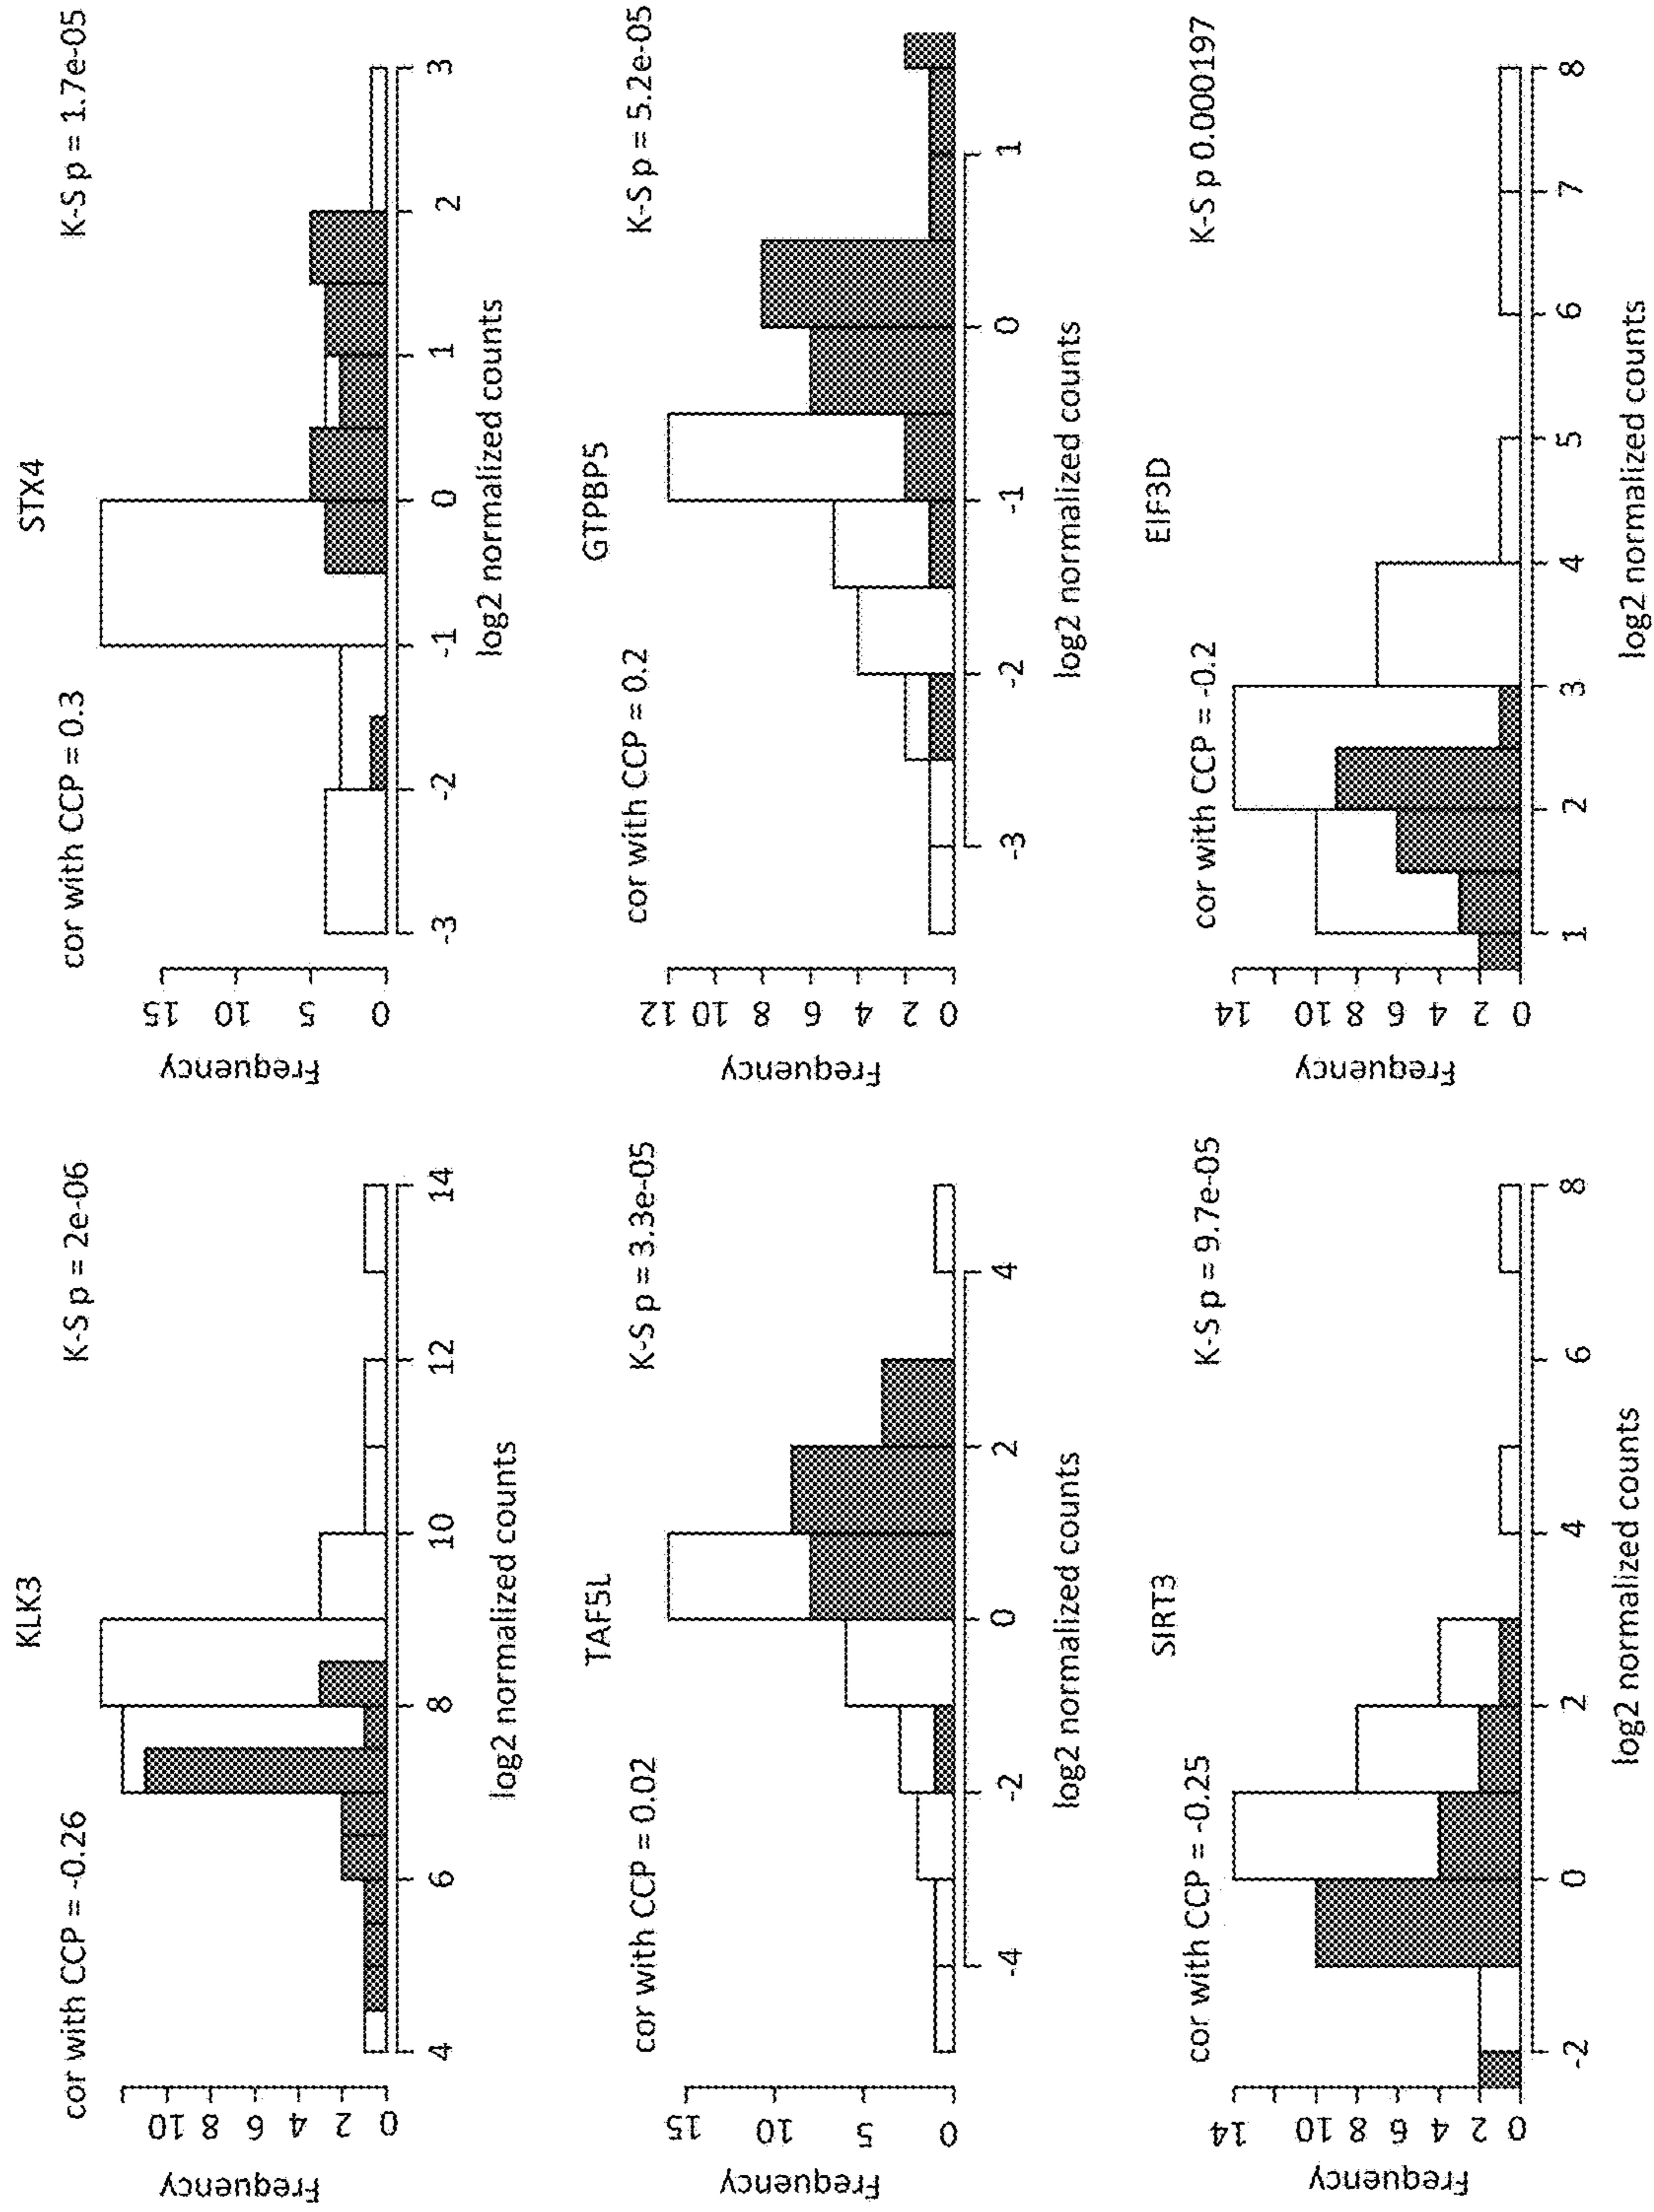 KLK3
cor with CCP = -0.26
K-S p = 2e-06
Frequency
0 2 4 6 8 10
4 6 8 10 12 14
log2 normalized counts
STX4
cor with CCP = 0.3
K-S p = 1.7e-05
Frequency
0 5 10 15
-3 -2 -1 0 1 2 3
log2 normalized counts
TAF5L
cor with CCP = 0.02
K-S p = 3.3e-05
Frequency
0 5 10 15
-4 -2 0 2 4
log2 normalized counts
GTPBP5
cor with CCP = 0.2
K-S p = 5.2e-05
Frequency
0 2 4 6 8 10 12
-3 -2 -1 0 1
log2 normalized counts
SIRT3
cor with CCP = -0.25
K-S p = 9.7e-05
Frequency
0 2 4 6 8 10 14
-2 0 2 4 6 8
log2 normalized counts
EIF3D
cor with CCP = -0.2
K-S p 0.000197
Frequency
0 2 4 6 8 10 14
1 2 3 4 5 6 7 8
log2 normalized counts